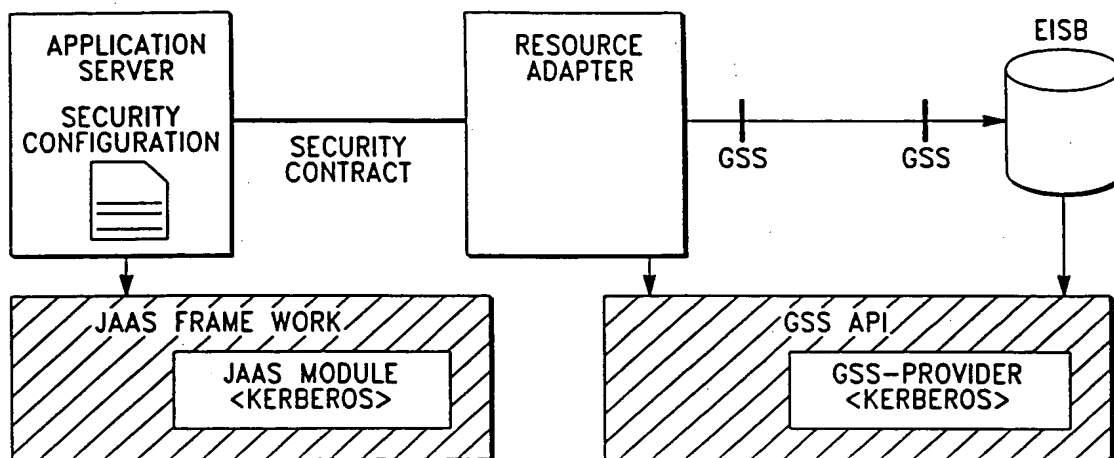 APPLICATION
SERVER
SECURITY
CONFIGURATION
SECURITY
CONTRACT
RESOURCE
ADAPTER
GSS
GSS
EISB
JAAS FRAME WORK
JAAS MODULE
<KERBEROS>
GSS API
GSS-PROVIDER
<KERBEROS>